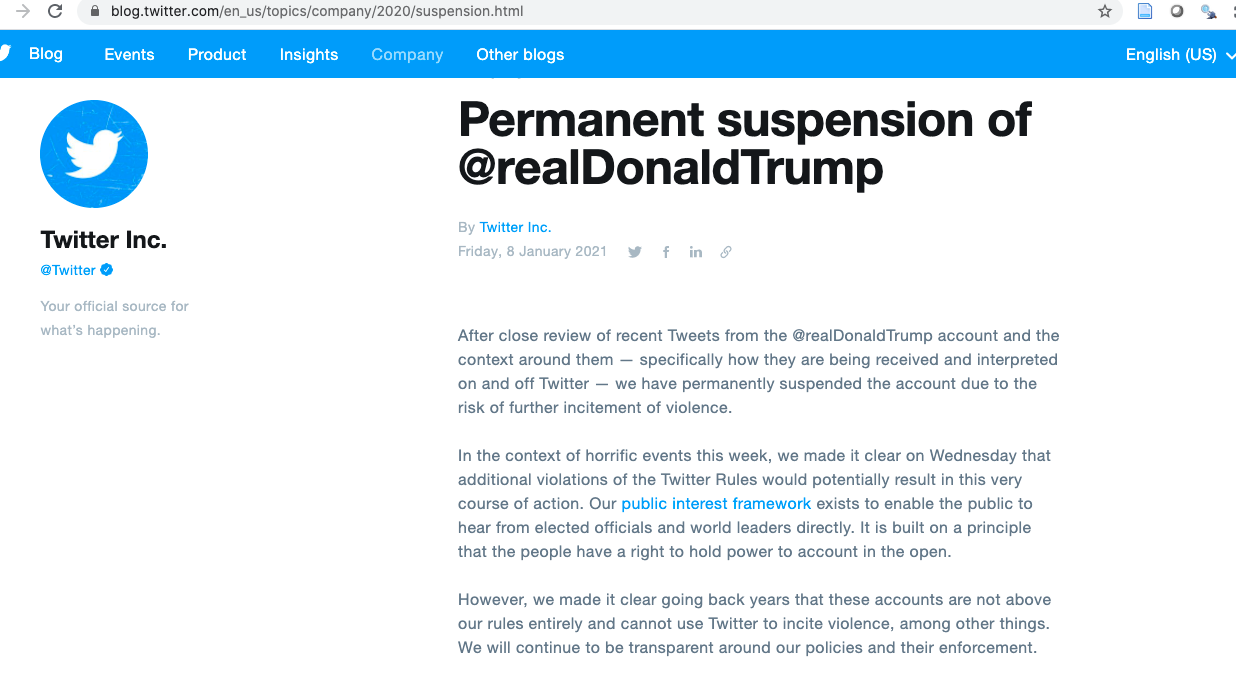 blog.twitter.com/en_us/topics/company/2020/suspension.html
Blog Events Product Insights Company Other blogs English (US)
Permanent suspension of
@realDonaldTrump
By Twitter Inc.
Friday, 8 January 2021
Twitter Inc.
@Twitter
Your official source for
what's happening.
After close review of recent Tweets from the @realDonaldTrump account and the
context around them — specifically how they are being received and interpreted
on and off Twitter — we have permanently suspended the account due to the
risk of further incitement of violence.
In the context of horrific events this week, we made it clear on Wednesday that
additional violations of the Twitter Rules would potentially result in this very
course of action. Our public interest framework exists to enable the public to
hear from elected officials and world leaders directly. It is built on a principle
that the people have a right to hold power to account in the open.
However, we made it clear going back years that these accounts are not above
our rules entirely and cannot use Twitter to incite violence, among other things.
We will continue to be transparent around our policies and their enforcement.